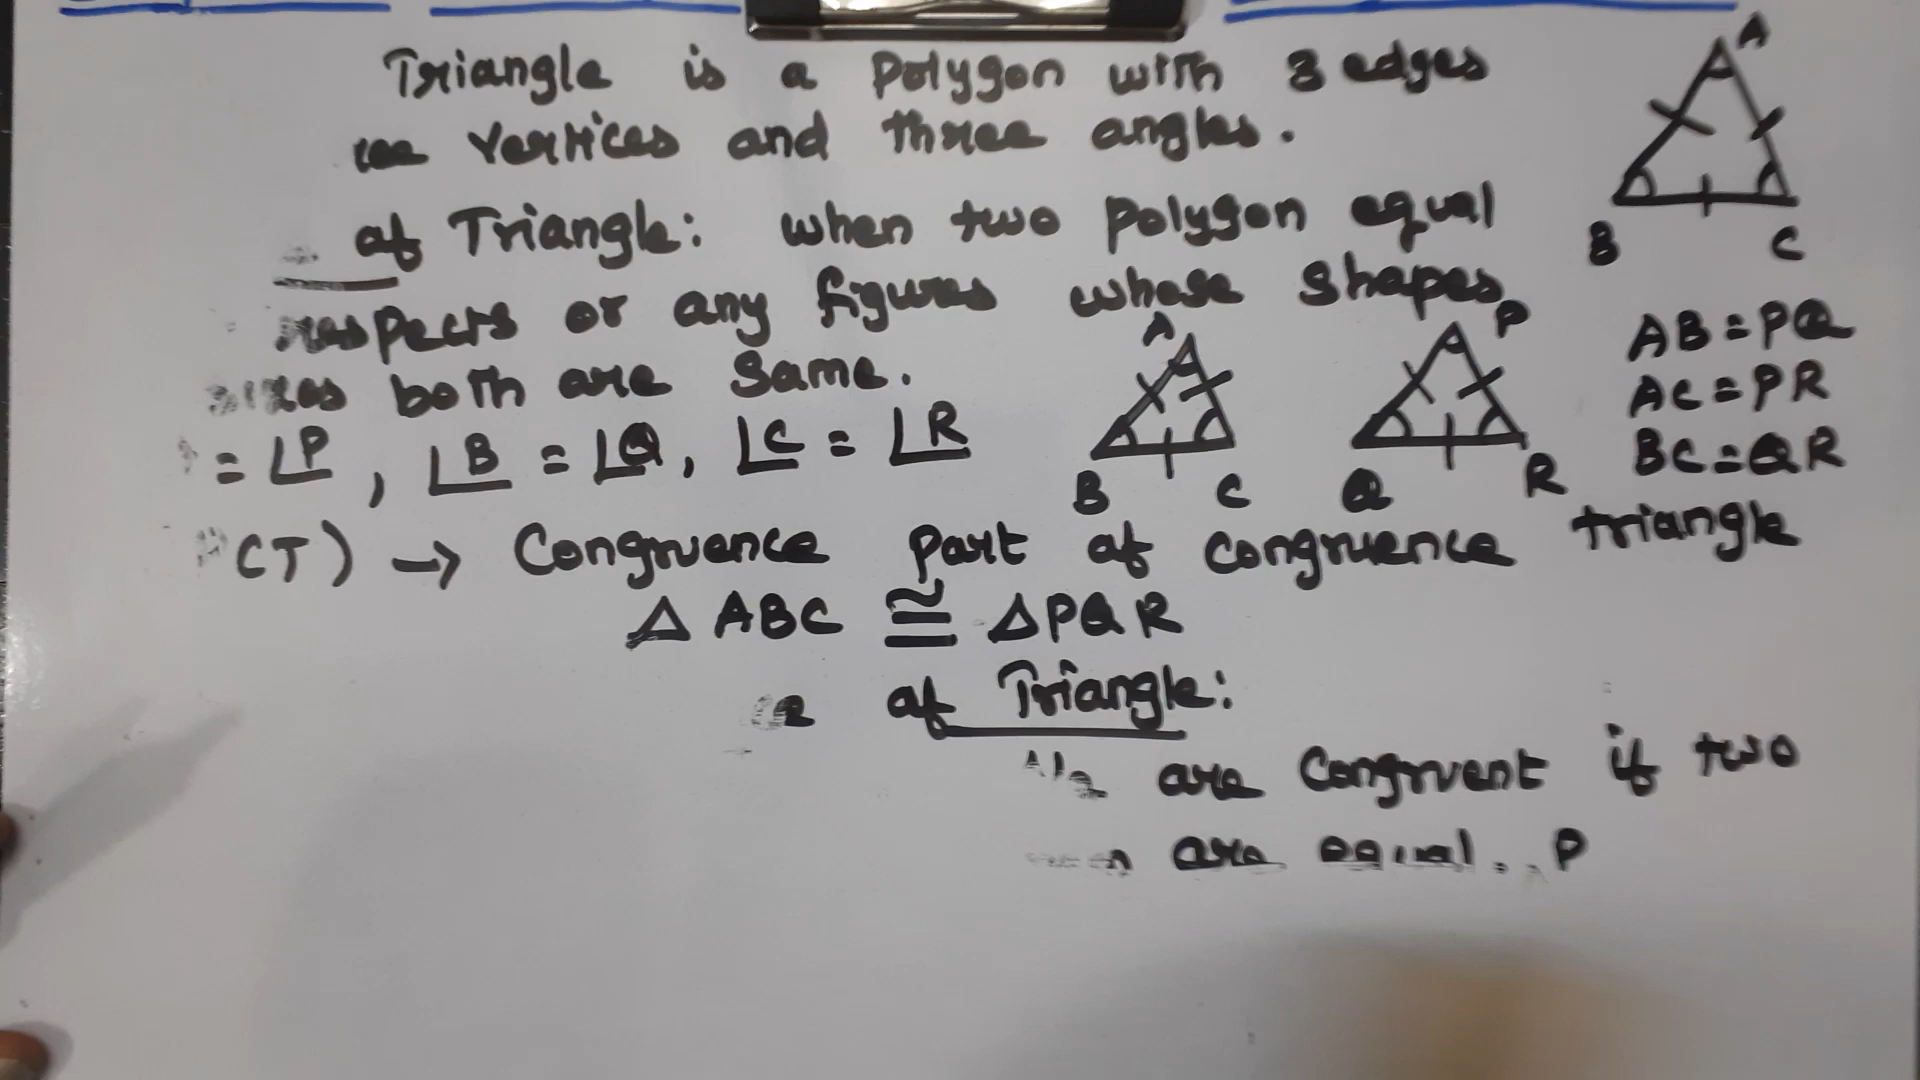 Triangle is a polygon with 3 edges
vertices and three angles.
A
B C
of Triangle: when two polygon equal
respects or any figures whose shapes
both are same.
A
B C
P
Q R
AB = PQ
AC = PR
BC = QR
= ∠P, ∠B = ∠Q, ∠C = ∠R
CT) → Congruence part of congruence triangle
△ ABC ≅ △PQR
of Triangle:
are congruent if two
are equal. P